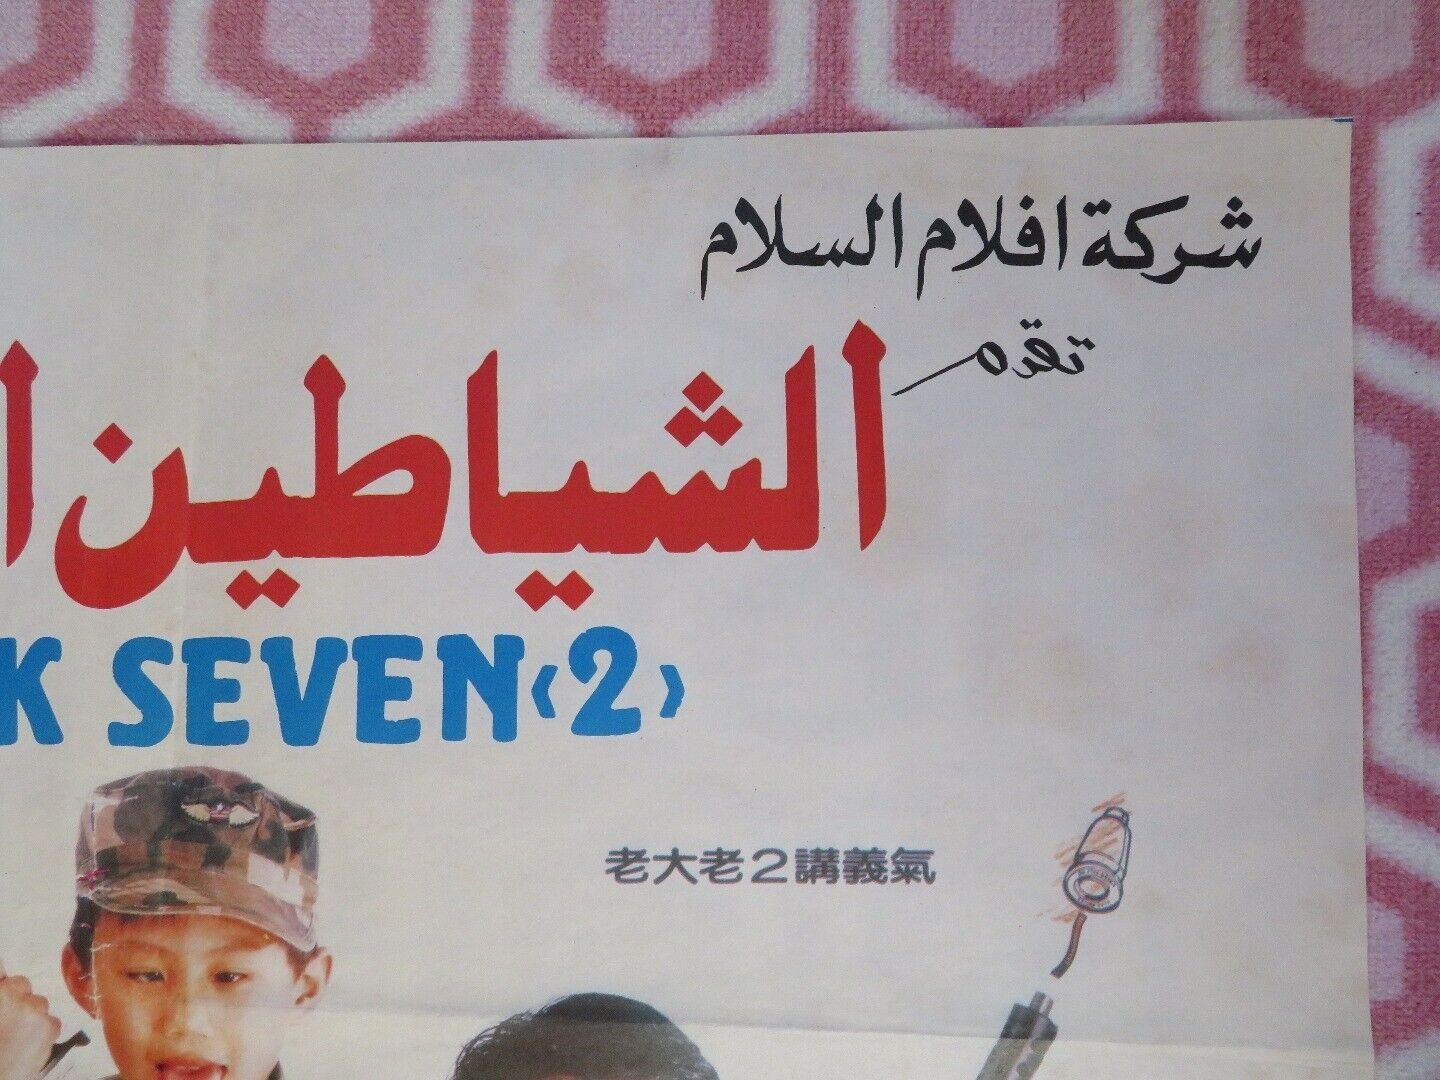 شركة افلام السلام
تقدم
الشياطين ا
K SEVEN‹2›
老大老2講義氣